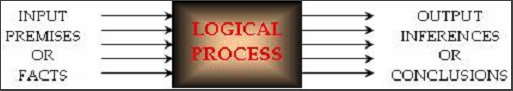 INPUT
PREMISES
OR
FACTS
LOGICAL
PROCESS
OUTPUT
INFERENCES
OR
CONCLUSIONS